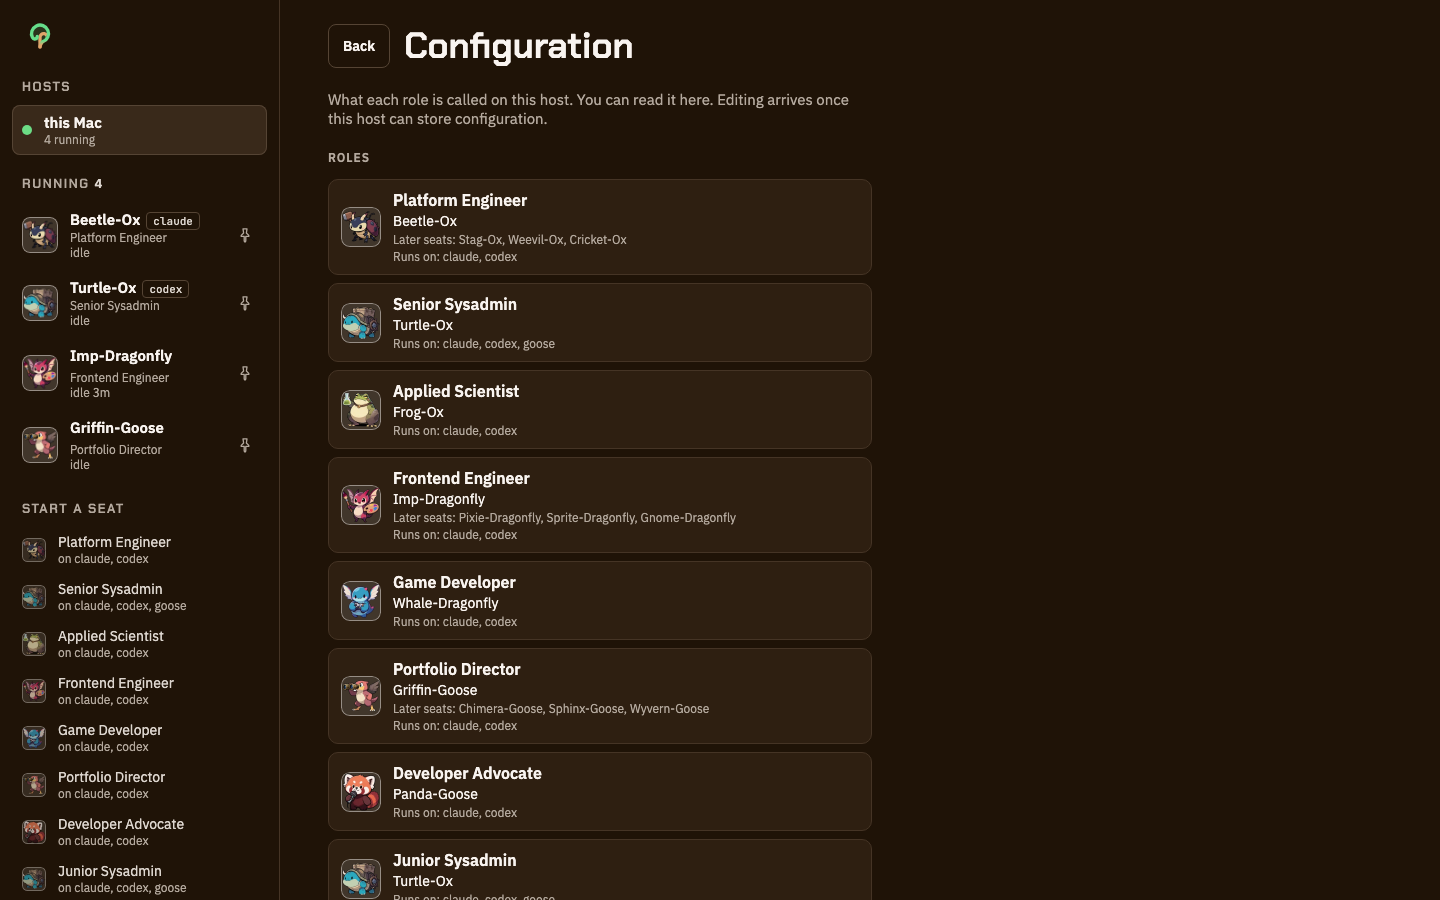 HOSTS
this Mac
4 running
RUNNING 4
Beetle-Ox claude
Platform Engineer
idle
Turtle-Ox codex
Senior Sysadmin
idle
Imp-Dragonfly
Frontend Engineer
idle 3m
Griffin-Goose
Portfolio Director
idle
START A SEAT
Platform Engineer
on claude, codex
Senior Sysadmin
on claude, codex, goose
Applied Scientist
on claude, codex
Frontend Engineer
on claude, codex
Game Developer
on claude, codex
Portfolio Director
on claude, codex
Developer Advocate
on claude, codex
Junior Sysadmin
on claude, codex, goose
Back
Configuration
What each role is called on this host. You can read it here. Editing arrives once
this host can store configuration.
ROLES
Platform Engineer
Beetle-Ox
Later seats: Stag-Ox, Weevil-Ox, Cricket-Ox
Runs on: claude, codex
Senior Sysadmin
Turtle-Ox
Runs on: claude, codex, goose
Applied Scientist
Frog-Ox
Runs on: claude, codex
Frontend Engineer
Imp-Dragonfly
Later seats: Pixie-Dragonfly, Sprite-Dragonfly, Gnome-Dragonfly
Runs on: claude, codex
Game Developer
Whale-Dragonfly
Runs on: claude, codex
Portfolio Director
Griffin-Goose
Later seats: Chimera-Goose, Sphinx-Goose, Wyvern-Goose
Runs on: claude, codex
Developer Advocate
Panda-Goose
Runs on: claude, codex
Junior Sysadmin
Turtle-Ox
Runs on: claude, codex, goose